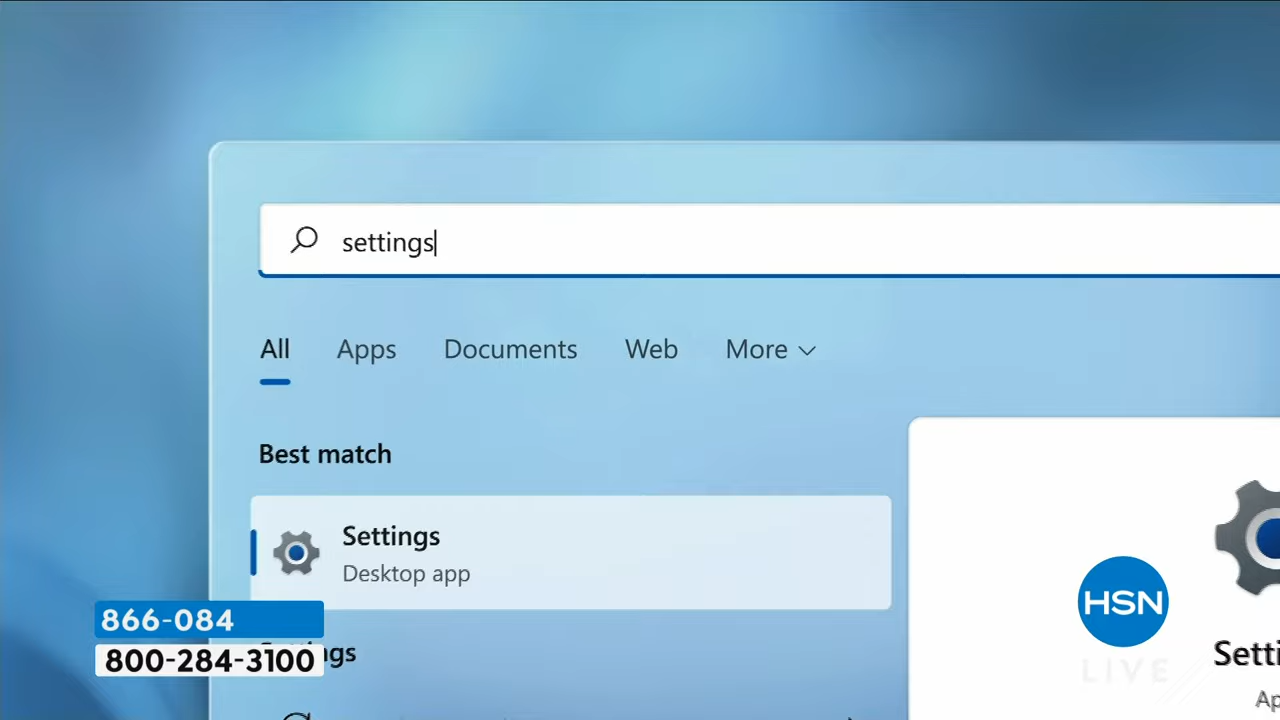 settings
All Apps Documents Web More
Best match
Settings
Desktop app
866-084
800-284-3100
HSN
LIVE